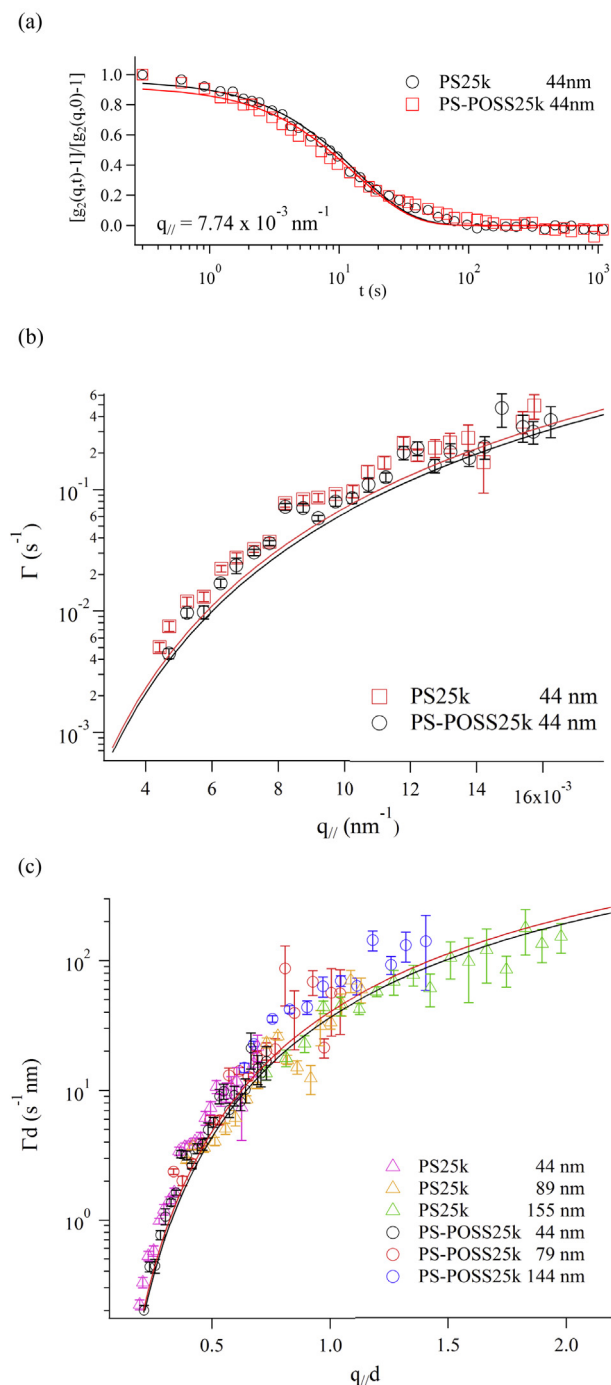 (a)
[g₂(q,t)-1]/[g₂(q,0)-1]
1.0
0.8
0.6
0.4
0.2
0.0
PS25k 44nm
PS-POSS25k 44nm
q// = 7.74 x 10⁻³ nm⁻¹
10⁰ 10¹ 10² 10³
t (s)
(b)
Γ (s⁻¹)
6
4
2
10⁻¹
6
4
2
10⁻²
6
4
2
10⁻³
PS25k 44 nm
PS-POSS25k 44 nm
4 6 8 10 12 14 16x10⁻³
q// (nm⁻¹)
(c)
Γd (s⁻¹ nm)
10²
10¹
10⁰
PS25k 44 nm
PS25k 89 nm
PS25k 155 nm
PS-POSS25k 44 nm
PS-POSS25k 79 nm
PS-POSS25k 144 nm
0.5 1.0 1.5 2.0
q//d